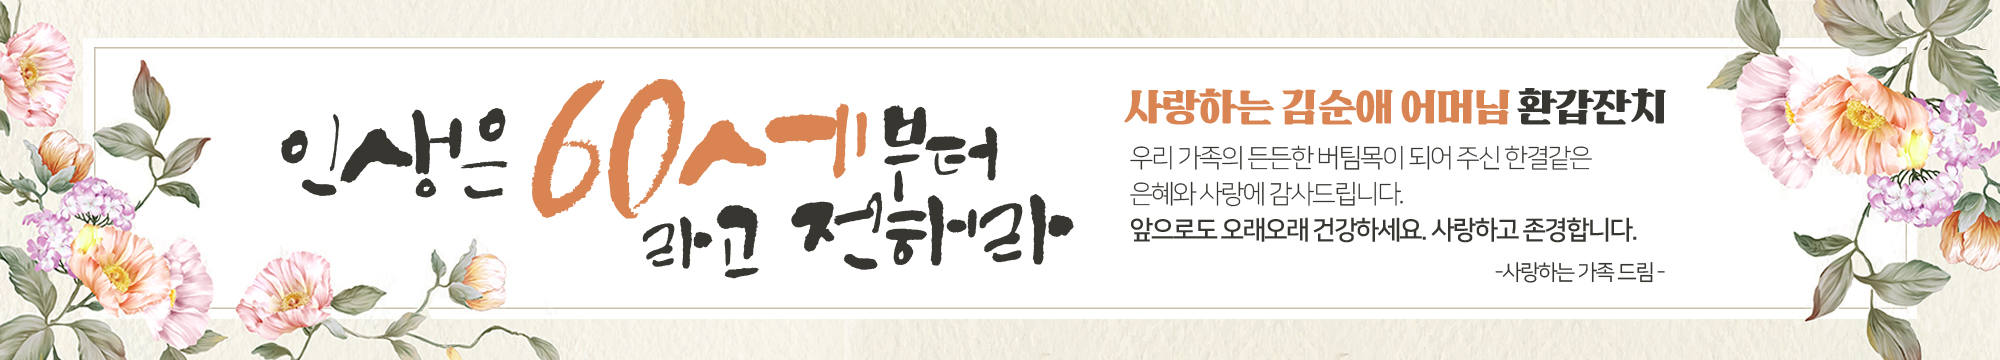 인생은 60세부터
라고 전하라
사랑하는 김순애 어머님 환갑잔치
우리 가족의 든든한 버팀목이 되어 주신 한결같은
은혜와 사랑에 감사드립니다.
앞으로도 오래오래 건강하세요. 사랑하고 존경합니다.
-사랑하는 가족 드림-